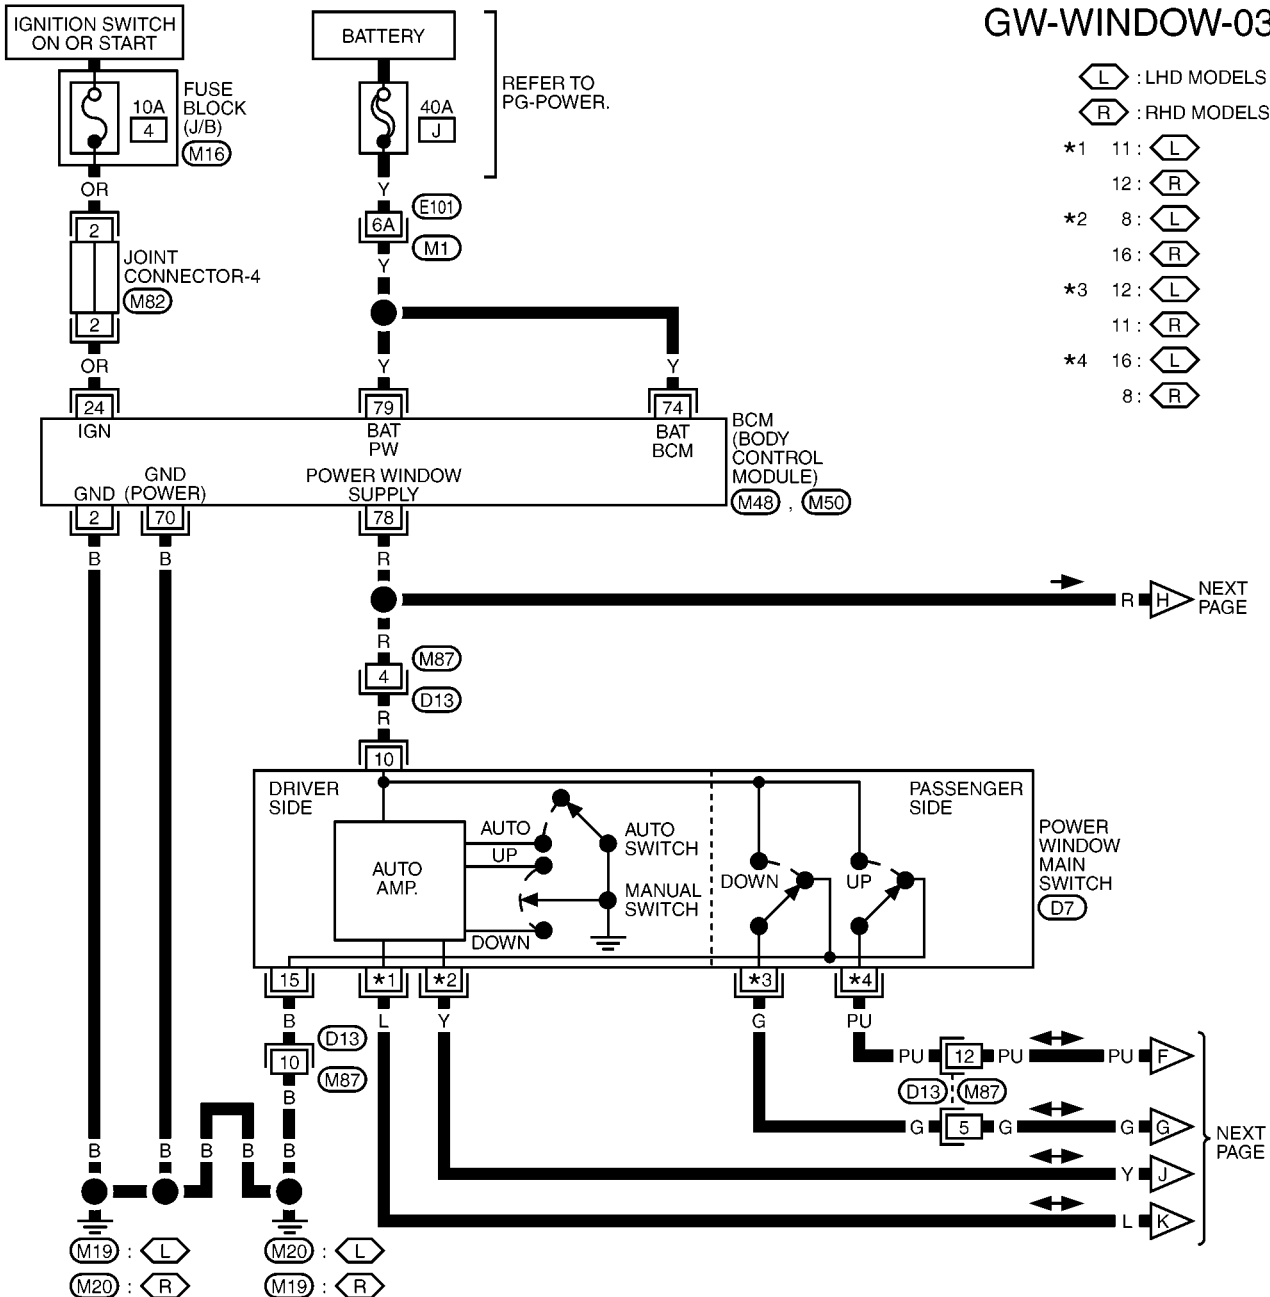 GW-WINDOW-03
IGNITION SWITCH
ON OR START
BATTERY
REFER TO
PG-POWER.
10A
4
FUSE
BLOCK
(J/B)
M16
40A
J
L : LHD MODELS
R : RHD MODELS
*1 11 : L
12 : R
*2 8 : L
16 : R
*3 12 : L
11 : R
*4 16 : L
8 : R
OR
Y
2
6A
E101
M1
JOINT
CONNECTOR-4
M82
Y
2
OR
Y
Y
24
79
74
IGN
BAT
PW
BAT
BCM
BCM
(BODY
CONTROL
MODULE)
M48 , M50
GND
GND
(POWER)
POWER WINDOW
SUPPLY
2
70
78
B
B
R
R
H
NEXT
PAGE
R
4
M87
D13
R
10
DRIVER
SIDE
PASSENGER
SIDE
AUTO
AMP.
AUTO
UP
DOWN
AUTO
SWITCH
MANUAL
SWITCH
DOWN
UP
POWER
WINDOW
MAIN
SWITCH
D7
15
*1
*2
*3
*4
B
L
Y
G
PU
10
D13
M87
B
PU
12
PU
PU
F
D13
M87
G
5
G
G
G
Y
J
L
K
NEXT
PAGE
B
B
B
B
B
M19 : L
M20 : R
M20 : L
M19 : R